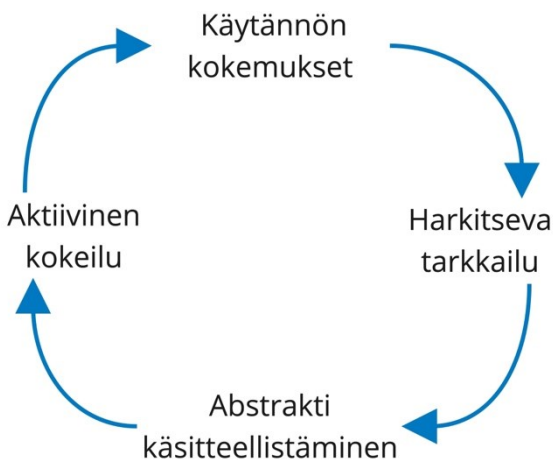 Käytännön
kokemukset
Harkitseva
tarkkailu
Abstrakti
käsitteellistäminen
Aktiivinen
kokeilu